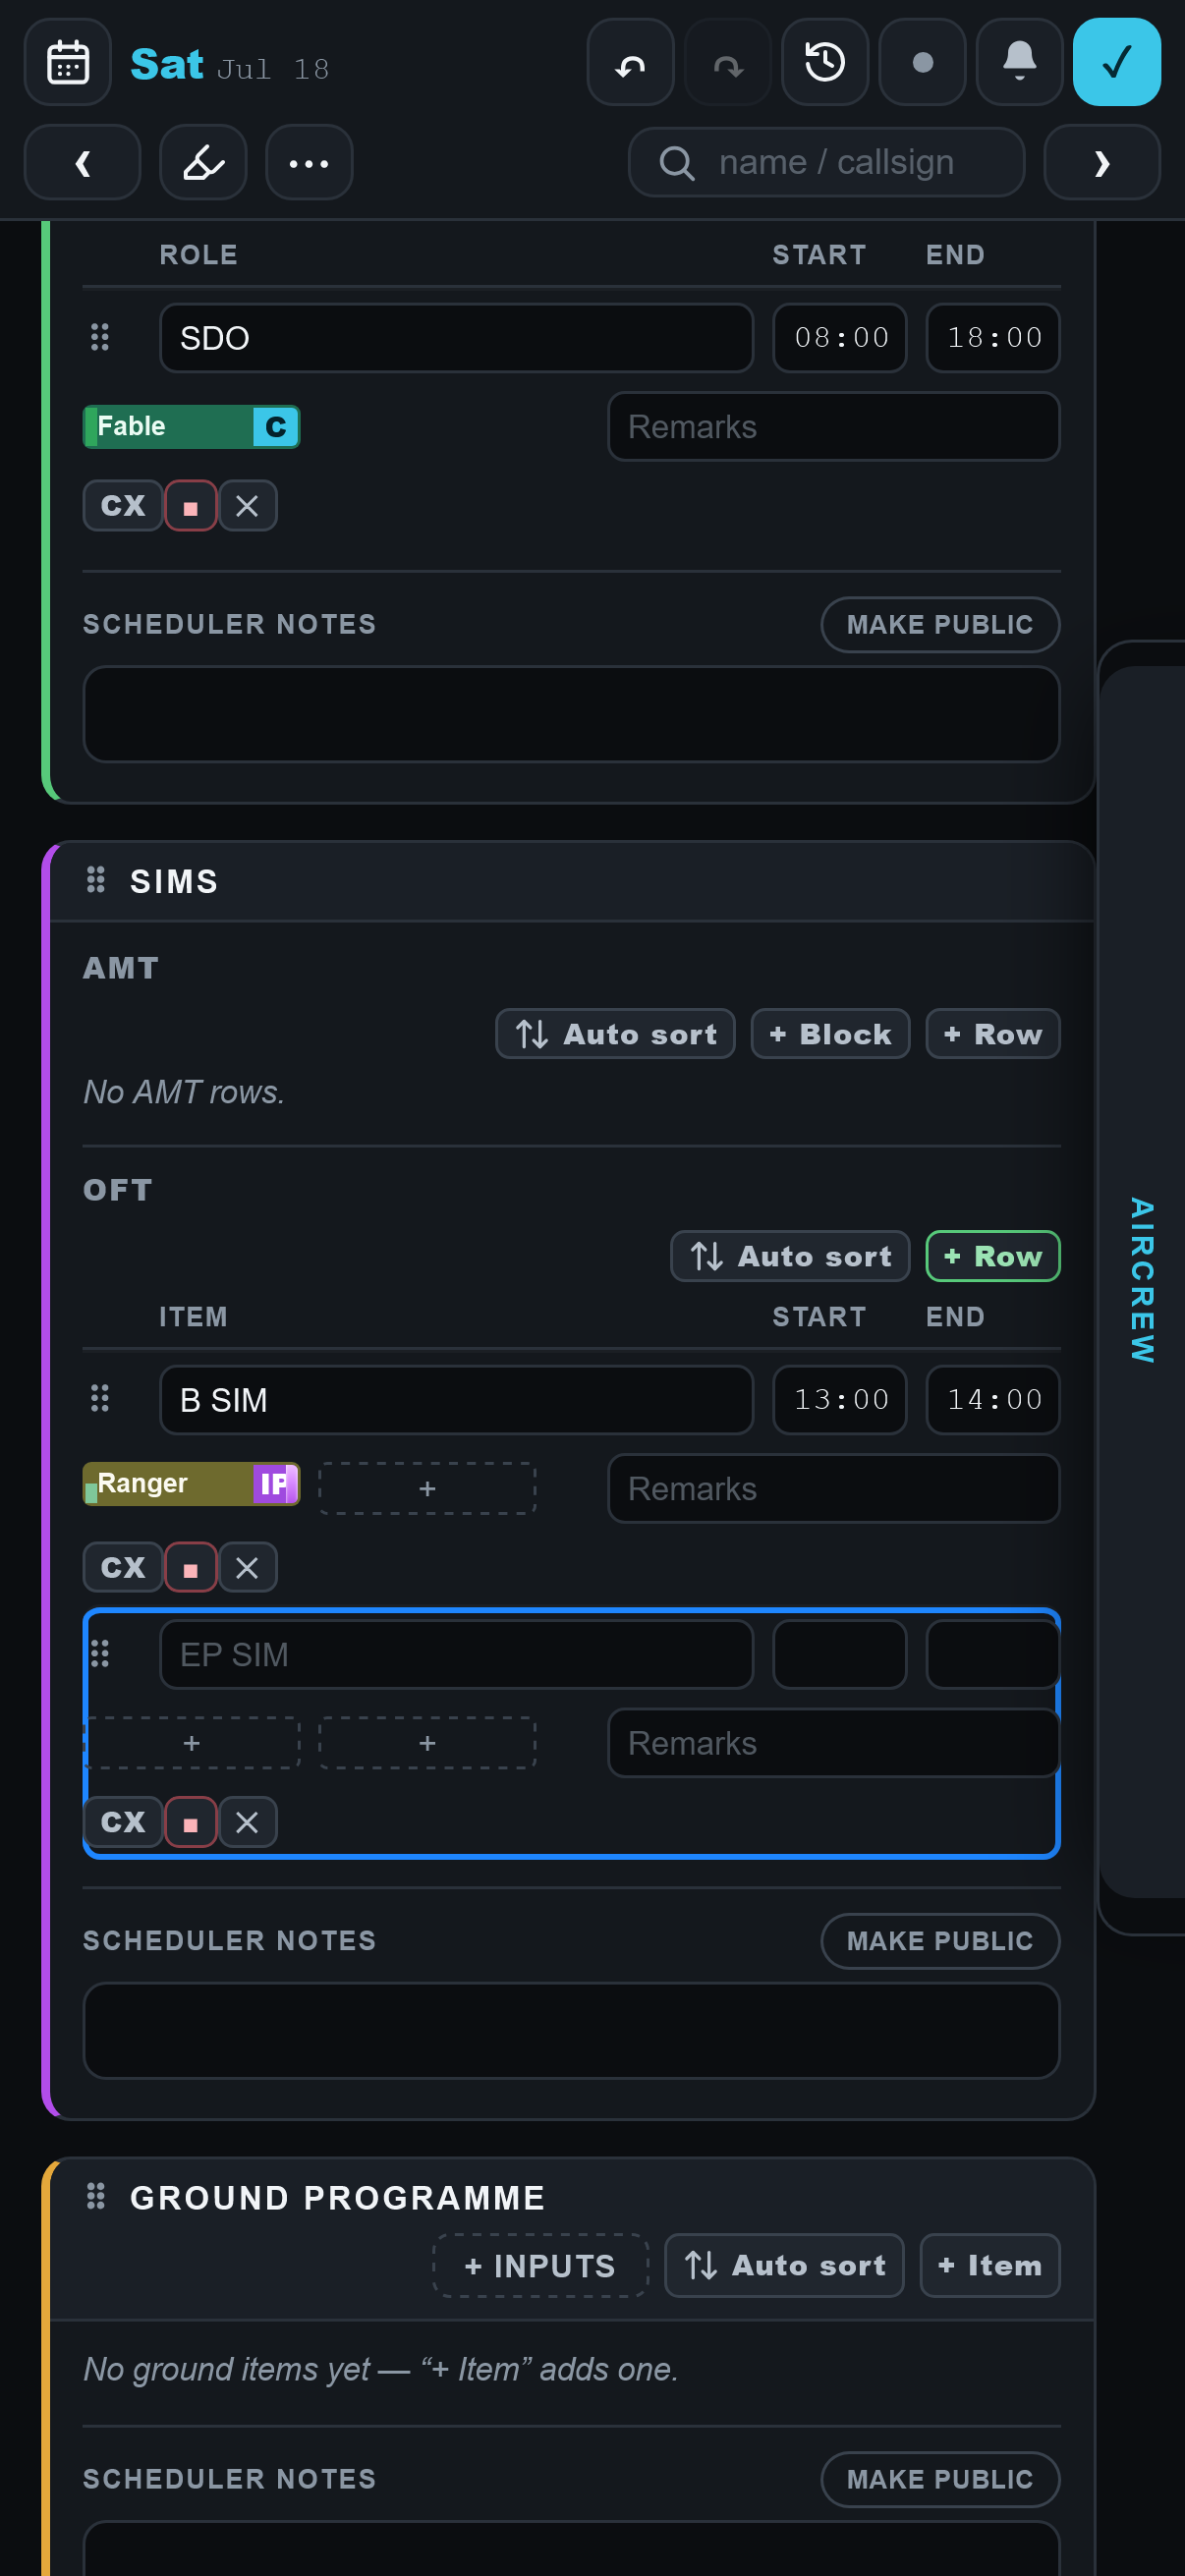 Sat Jul 18
name / callsign
ROLE START END
SDO 08:00 18:00
Fable C Remarks
CX
SCHEDULER NOTES MAKE PUBLIC
SIMS
AMT
Auto sort + Block + Row
No AMT rows.
OFT
Auto sort + Row
ITEM START END
B SIM 13:00 14:00
Ranger IP + Remarks
CX
EP SIM
+ + Remarks
CX
SCHEDULER NOTES MAKE PUBLIC
AIRCREW
GROUND PROGRAMME
+ INPUTS Auto sort + Item
No ground items yet — “+ Item” adds one.
SCHEDULER NOTES MAKE PUBLIC